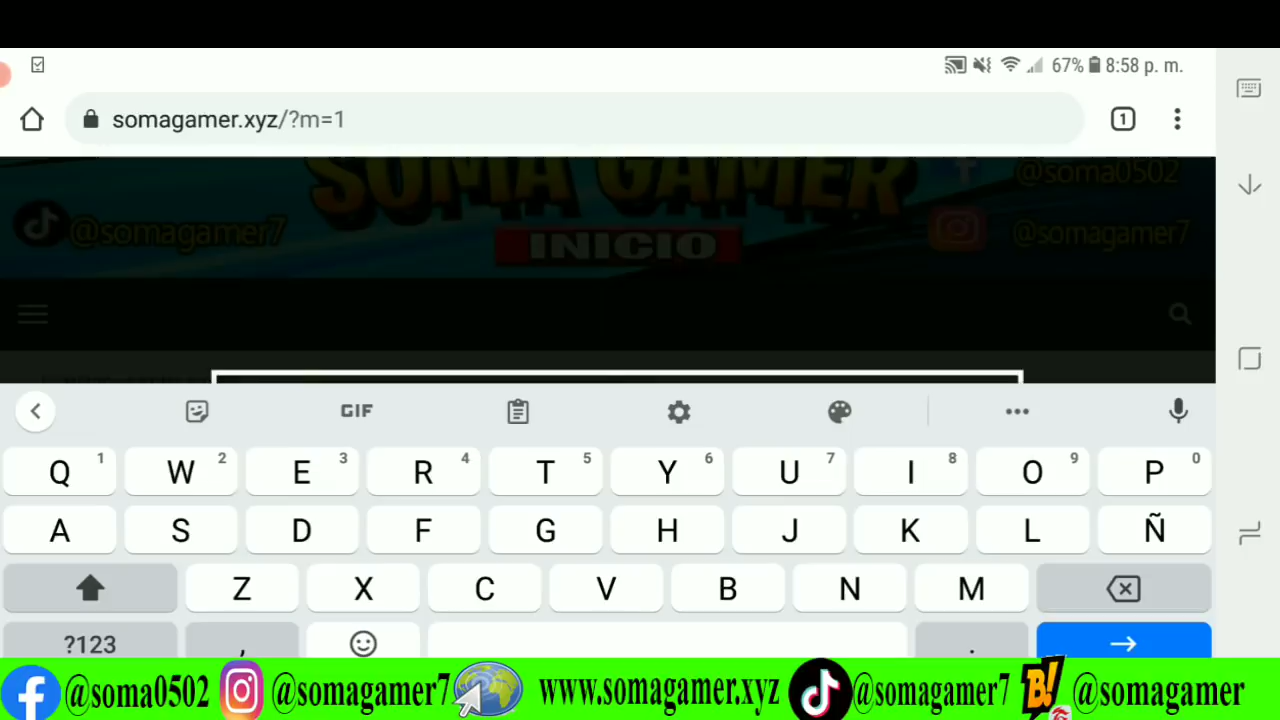 67% 8:58 p. m.
somagamer.xyz/?m=1
1
SOMA GAMER
@soma0502
@somagamer7
INICIO
@somagamer7
GIF
Q 1 W 2 E 3 R 4 T 5 Y 6 U 7 I 8 O 9 P 0
A S D F G H J K L Ñ
Z X C V B N M
?123 , .
@soma0502 @somagamer7 www.somagamer.xyz @somagamer7 B! @somagamer